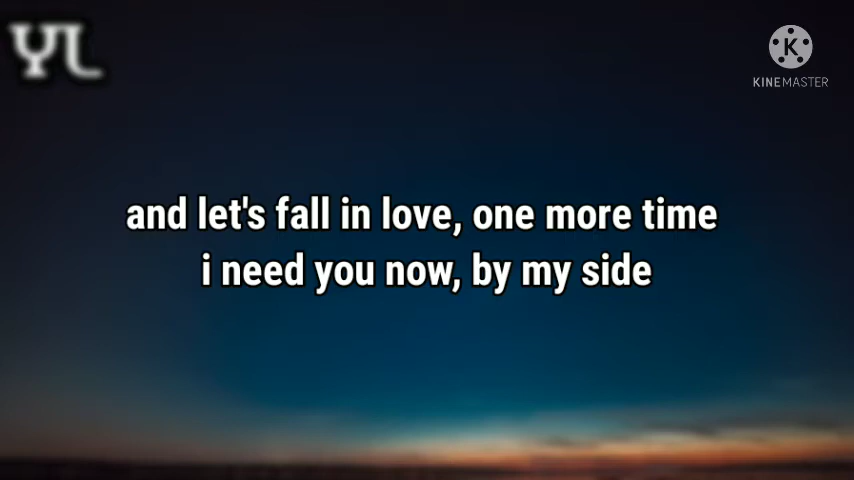 YL
K
KINEMASTER
and let's fall in love, one more time
i need you now, by my side